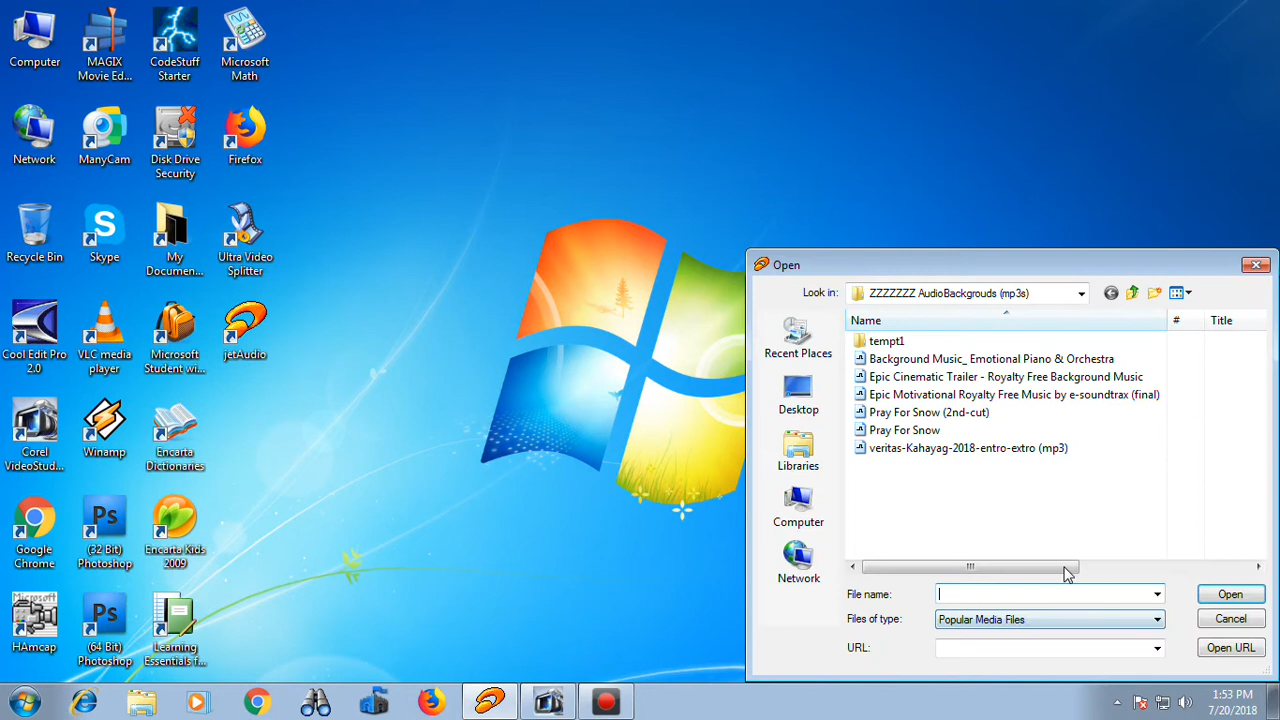 Computer
MAGIX
Movie Ed...
CodeStuff
Starter
Microsoft
Math
Network
ManyCam
Disk Drive
Security
Firefox
Recycle Bin
Skype
My
Documen...
Ultra Video
Splitter
Cool Edit Pro
2.0
VLC media
player
Microsoft
Student wi...
jetAudio
Corel
VideoStud...
Winamp
Encarta
Dictionaries
Google
Chrome
Ps
(32 Bit)
Photoshop
Encarta Kids
2009
Microsoft
HAmcap
Ps
(64 Bit)
Photoshop
Learning
Essentials f...
Open
Look in:
ZZZZZZZ AudioBackgrouds (mp3s)
Name
#
Title
Recent Places
Desktop
Libraries
Computer
Network
tempt1
Background Music_ Emotional Piano & Orchestra
Epic Cinematic Trailer - Royalty Free Background Music
Epic Motivational Royalty Free Music by e-soundtrax (final)
Pray For Snow (2nd-cut)
Pray For Snow
veritas-Kahayag-2018-entro-extro (mp3)
File name:
Open
Files of type:
Popular Media Files
Cancel
URL:
Open URL
1:53 PM
7/20/2018